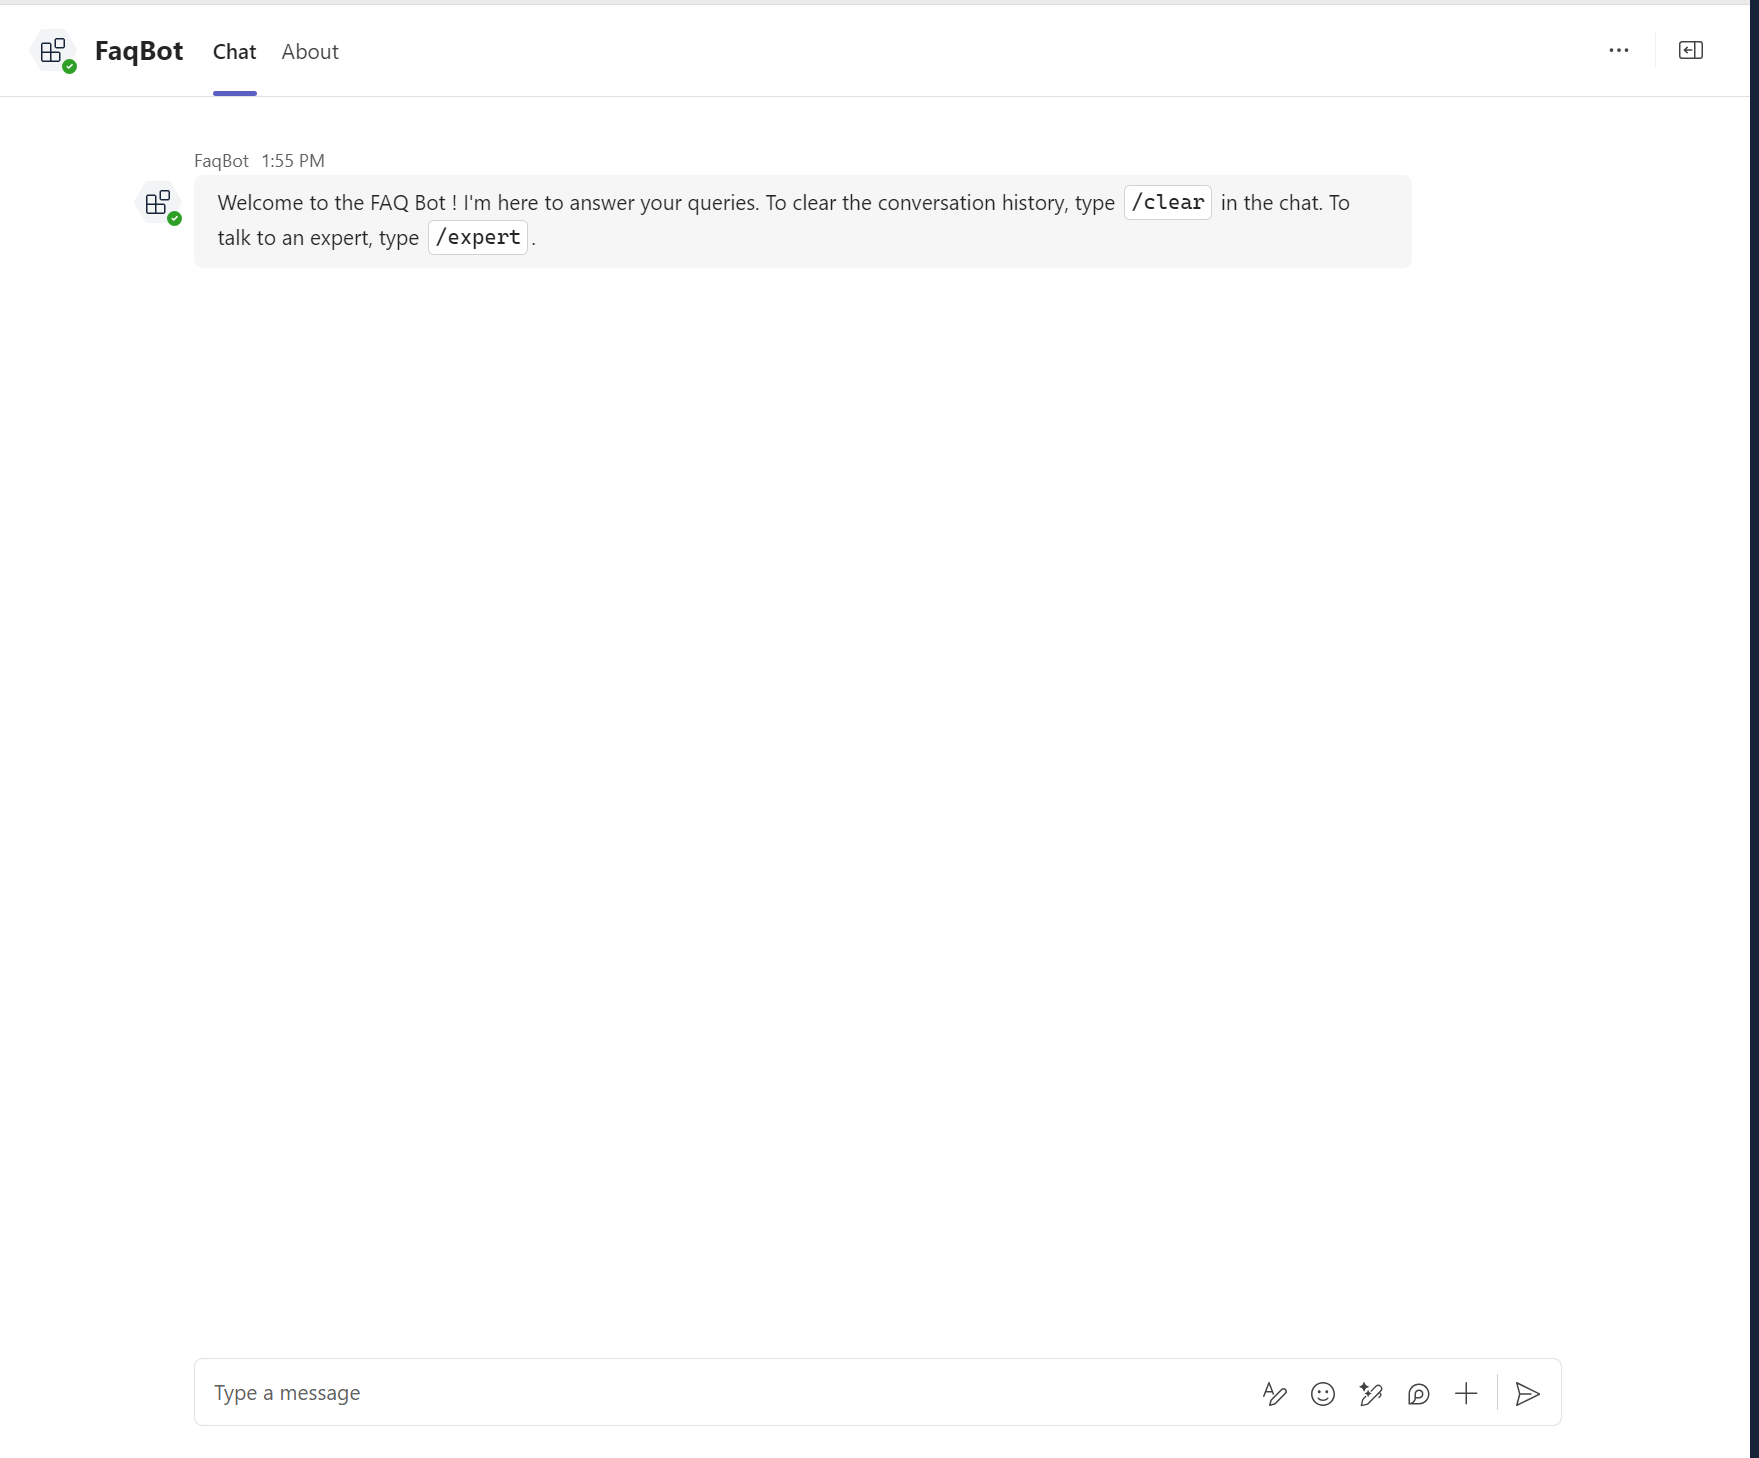 FaqBot Chat About
FaqBot 1:55 PM
Welcome to the FAQ Bot ! I'm here to answer your queries. To clear the conversation history, type /clear in the chat. To
talk to an expert, type /expert .
Type a message